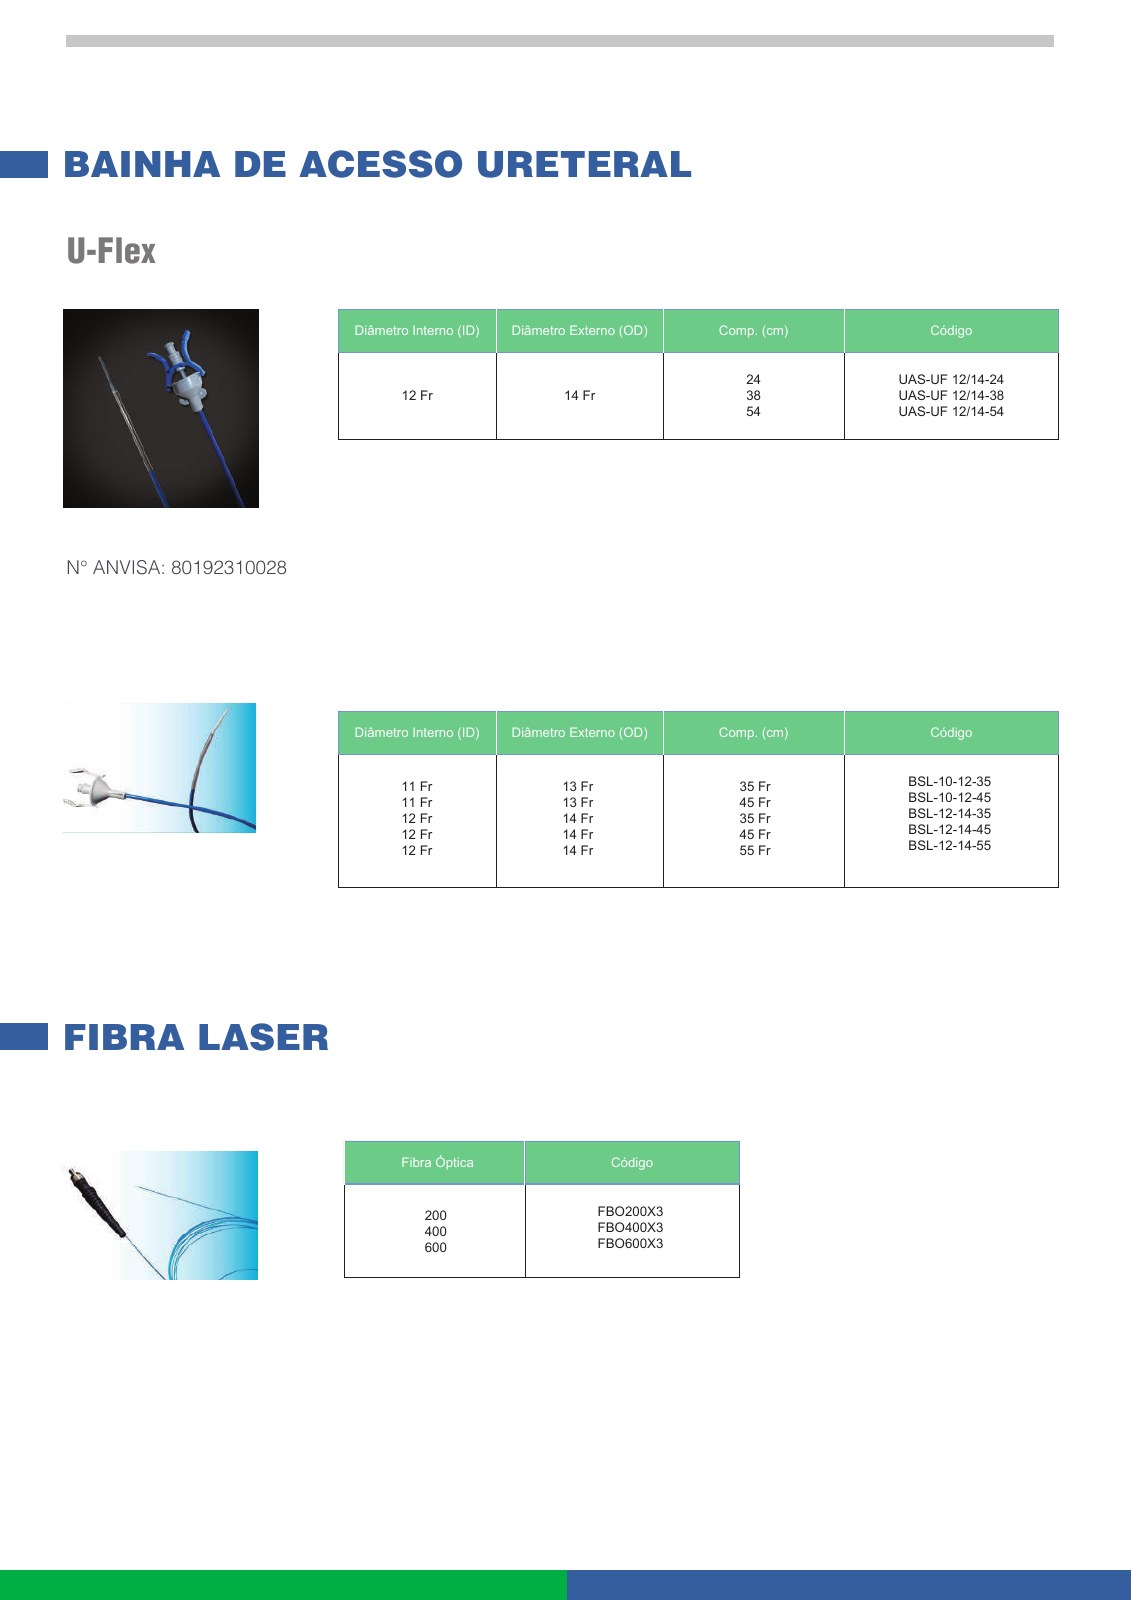 BAINHA DE ACESSO URETERAL
U-Flex
Diâmetro Interno (ID) Diâmetro Externo (OD) Comp. (cm) Código
12 Fr 14 Fr
24 UAS-UF 12/14-24
38 UAS-UF 12/14-38
54 UAS-UF 12/14-54
N° ANVISA: 80192310028
Diâmetro Interno (ID) Diâmetro Externo (OD) Comp. (cm) Código
11 Fr 13 Fr 35 Fr BSL-10-12-35
11 Fr 13 Fr 45 Fr BSL-10-12-45
12 Fr 14 Fr 35 Fr BSL-12-14-35
12 Fr 14 Fr 45 Fr BSL-12-14-45
12 Fr 14 Fr 55 Fr BSL-12-14-55
FIBRA LASER
Fibra Óptica Código
200 FBO200X3
400 FBO400X3
600 FBO600X3